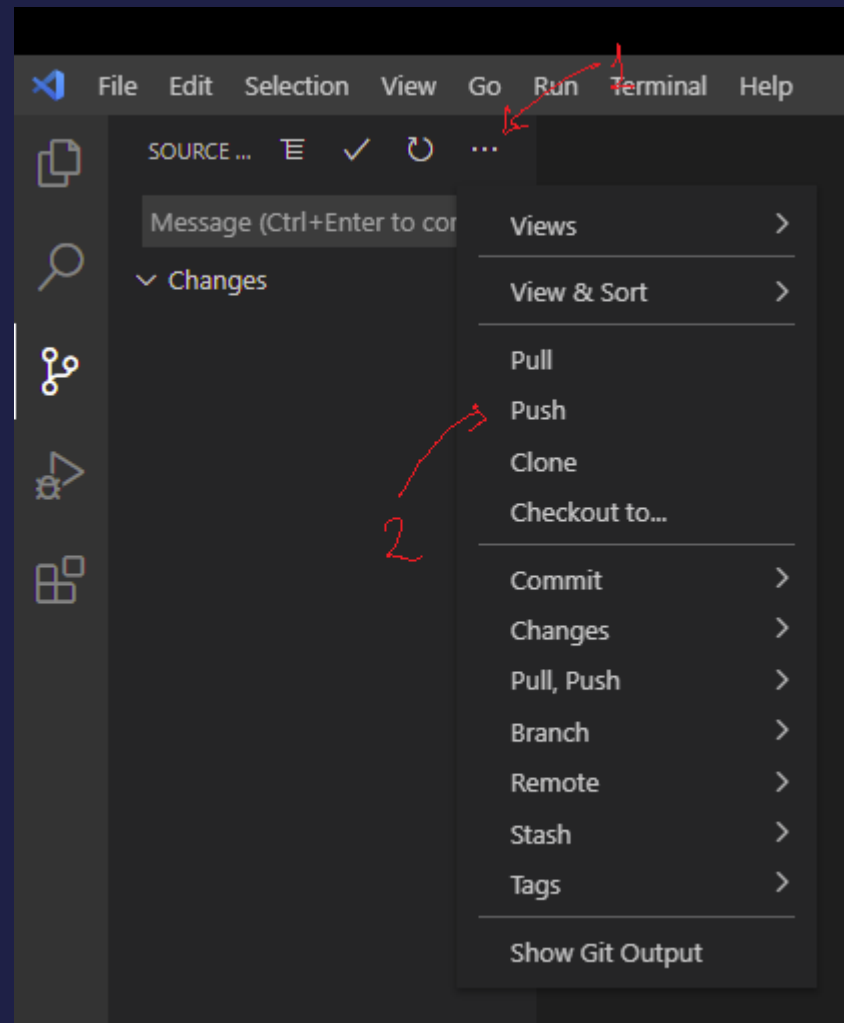 File Edit Selection View Go Run Terminal Help
1
SOURCE ... ...
Message (Ctrl+Enter to cor
Changes
Views
View & Sort
Pull
Push
Clone
Checkout to...
2
Commit
Changes
Pull, Push
Branch
Remote
Stash
Tags
Show Git Output